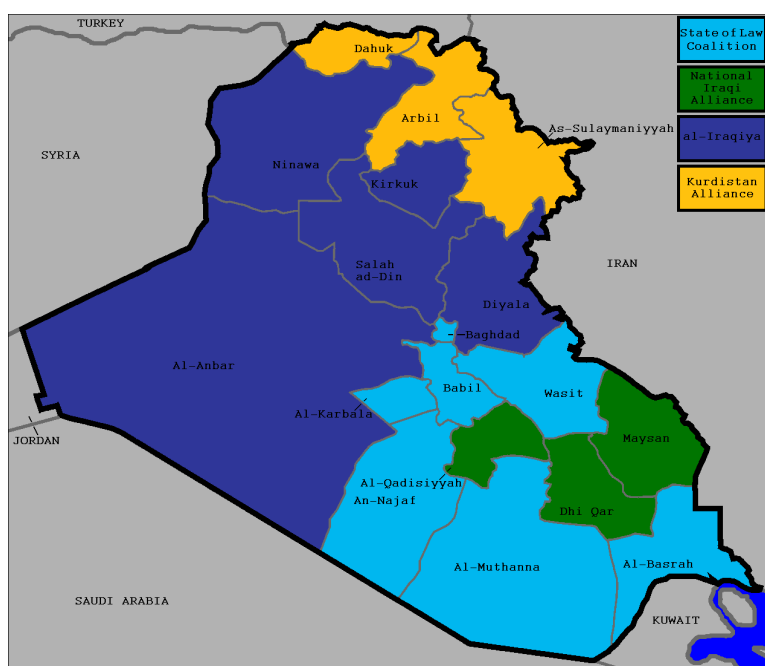 TURKEY
State of Law
Coalition
Dahuk
National
Iraqi
Alliance
Arbil
As-Sulaymaniyyah
al-Iraqiya
SYRIA
Ninawa
Kirkuk
Kurdistan
Alliance
Salah
ad-Din
IRAN
Diyala
Baghdad
Al-Anbar
Babil
Wasit
Al-Karbala
JORDAN
Maysan
Al-Qadisiyyah
An-Najaf
Dhi Qar
Al-Muthanna
Al-Basrah
SAUDI ARABIA
KUWAIT